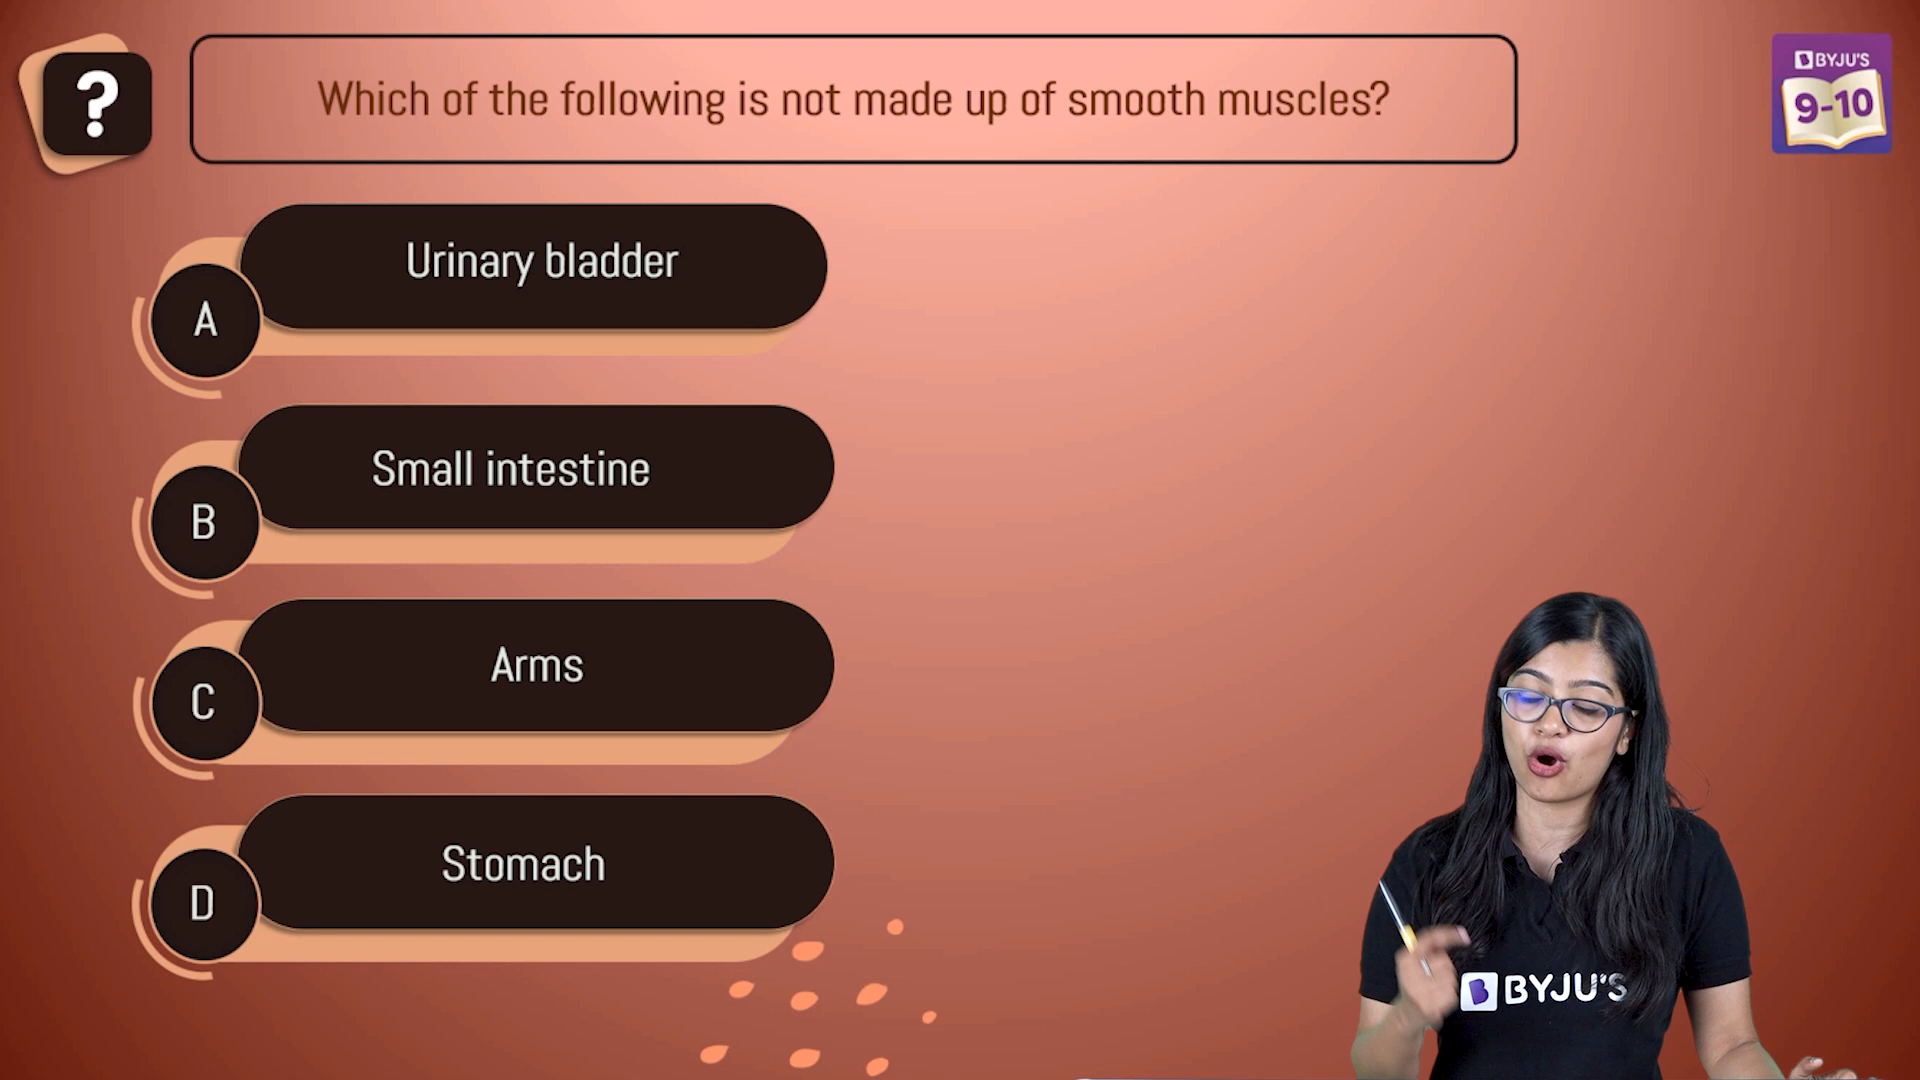 ?
Which of the following is not made up of smooth muscles?
BYJU'S
9-10
A
Urinary bladder
B
Small intestine
C
Arms
D
Stomach
B BYJU'S